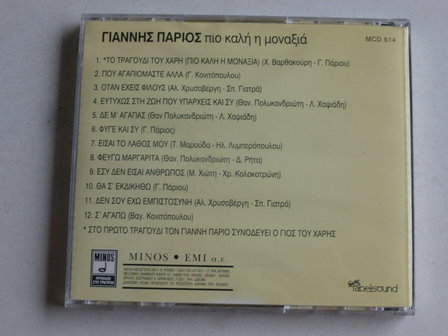 ΓΙΑΝΝΗΣ ΠΑΡΙΟΣ πιο καλή η μοναξιά
MCD 514
1. *ΤΟ ΤΡΑΓΟΥΔΙ ΤΟΥ ΧΑΡΗ (ΠΙΟ ΚΑΛΗ Η ΜΟΝΑΞΙΑ) (Χ. Βαρθακούρη - Γ. Πάριου)
2. ΠΟΥ ΑΓΑΠΙΟΜΑΣΤΕ ΑΛΛΑ (Γ. Κονιτόπουλου)
3. ΟΤΑΝ ΕΧΕΙΣ ΦΙΛΟΥΣ (Αλ. Χρυσοβέργη - Σπ. Γιατρά)
4. ΕΥΤΥΧΩΣ ΣΤΗ ΖΩΗ ΠΟΥ ΥΠΑΡΧΕΙΣ ΚΑΙ ΣΥ (Θαν. Πολυκανδριώτη - Λ. Χαψιάδη)
5. ΔΕ Μ' ΑΓΑΠΑΣ (Θαν. Πολυκανδριώτη - Λ. Χαψιάδη)
6. ΦΥΓΕ ΚΑΙ ΣΥ (Γ. Πάριος)
7. ΕΙΣΑΙ ΤΟ ΛΑΘΟΣ ΜΟΥ (Τ. Μαρούδα - Ηλ. Λυμπερόπουλου)
8. ΦΕΥΓΩ ΜΑΡΓΑΡΙΤΑ (Θαν. Πολυκανδριώτη - Δ. Ρήτα)
9. ΕΣΥ ΔΕΝ ΕΙΣΑΙ ΑΝΘΡΩΠΟΣ (Μ. Χιώτη - Χρ. Κολοκοτρώνη)
10. ΘΑ Σ' ΕΚΔΙΚΗΘΩ (Γ. Πάριου)
11. ΔΕΝ ΣΟΥ ΕΧΩ ΕΜΠΙΣΤΟΣΥΝΗ (Αλ. Χρυσοβέργη - Σπ. Γιατρά)
12. Σ' ΑΓΑΠΩ (Βαγ. Κονιτόπουλου)
* ΣΤΟ ΠΡΩΤΟ ΤΡΑΓΟΥΔΙ ΤΟΝ ΓΙΑΝΝΗ ΠΑΡΙΟ ΣΥΝΟΔΕΥΕΙ Ο ΓΙΟΣ ΤΟΥ ΧΑΡΗΣ
MINOS
MINOS · EMI α.ε.
fabelsound